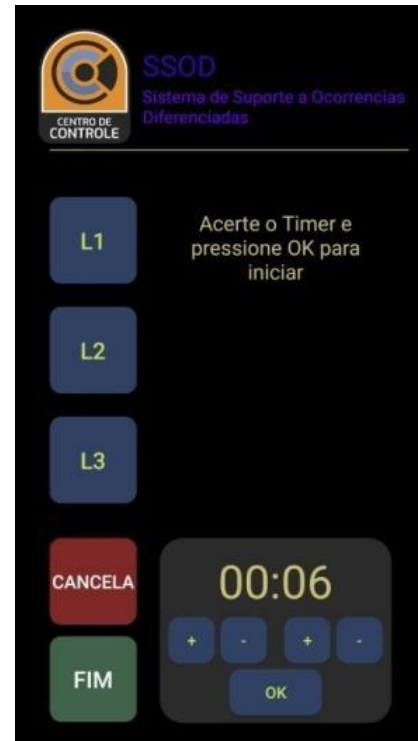 SSOD
Sistema de Suporte a Ocorrencias
Diferenciadas
CENTRO DE
CONTROLE
L1
Acerte o Timer e
pressione OK para
iniciar
L2
L3
CANCELA
00:06
+ - + -
FIM
OK